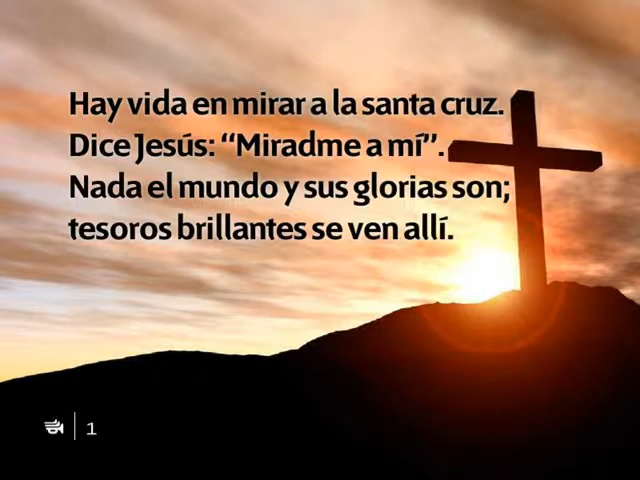 Hay vida en mirar a la santa cruz.
Dice Jesús: “Miradme a mí”.
Nada el mundo y sus glorias son;
tesoros brillantes se ven allí.
1